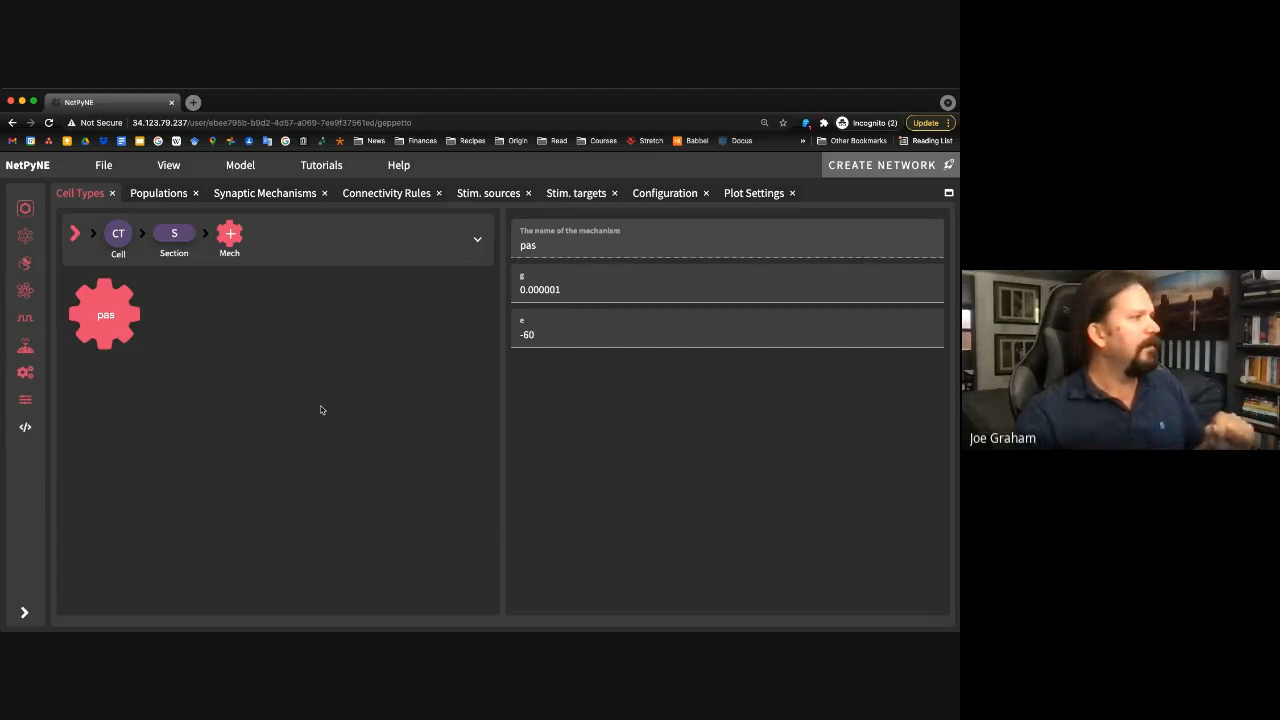 NetPyNE
Not Secure 34.123.79.237/user/ebee795b-b9d2-4d57-a069-7ee9f37561ed/geppetto Incognito (2) Update
News Finances Recipes Origin Read Courses Stretch Babbel Docus Other Bookmarks Reading List
NetPyNE File View Model Tutorials Help CREATE NETWORK
Cell Types Populations Synaptic Mechanisms Connectivity Rules Stim. sources Stim. targets Configuration Plot Settings
CT S +
Cell Section Mech
pas
The name of the mechanism
pas
g
0.000001
e
-60
Joe Graham